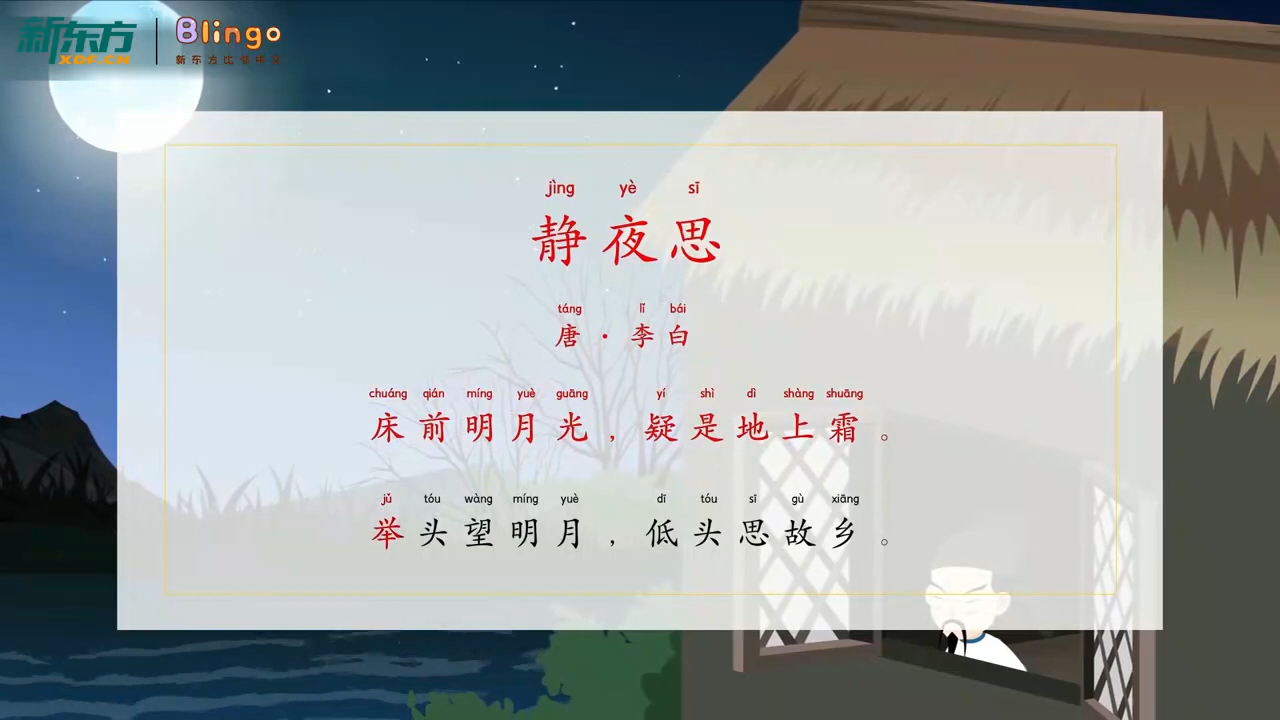 新东方
XDF.CN
Blingo
新东方比邻中文
jìng yè sī
静夜思
táng lǐ bái
唐·李白
chuáng qián míng yuè guāng yí shì dì shàng shuāng
床前明月光，疑是地上霜。
jǔ tóu wàng míng yuè dī tóu sī gù xiāng
举头望明月，低头思故乡。